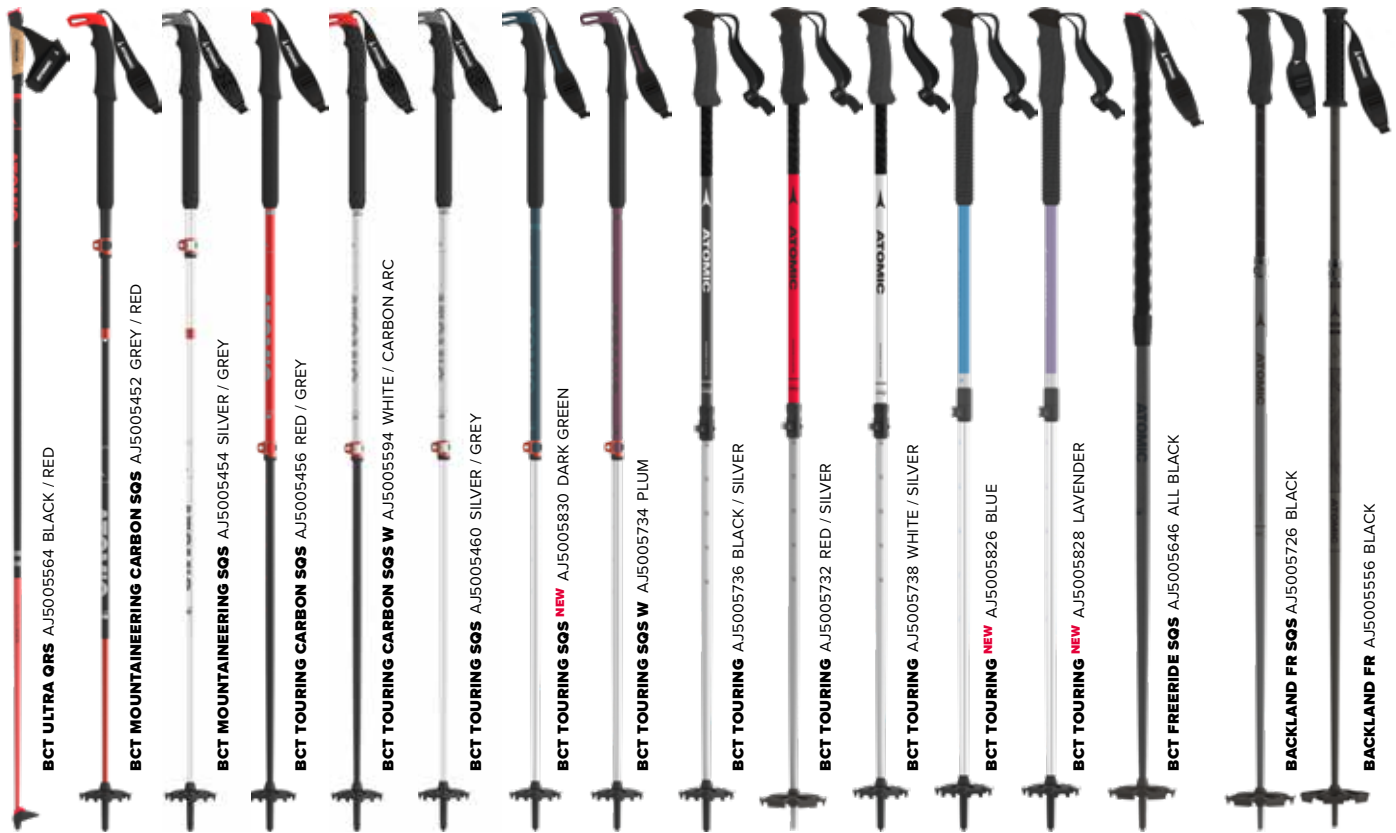 BCT ULTRA QRS AJ5005564 BLACK / RED
BCT MOUNTAINEERING CARBON SQS AJ5005452 GREY / RED
BCT MOUNTAINEERING SQS AJ5005454 SILVER / GREY
BCT TOURING CARBON SQS AJ5005456 RED / GREY
BCT TOURING CARBON SQS W AJ5005594 WHITE / CARBON ARC
BCT TOURING SQS AJ5005460 SILVER / GREY
BCT TOURING SQS NEW AJ5005830 DARK GREEN
BCT TOURING SQS W AJ5005734 PLUM
ATOMIC
BCT TOURING AJ5005736 BLACK / SILVER
ATOMIC
BCT TOURING AJ5005732 RED / SILVER
ATOMIC
BCT TOURING AJ5005738 WHITE / SILVER
BCT TOURING NEW AJ5005826 BLUE
BCT TOURING NEW AJ5005828 LAVENDER
ATOMIC
BCT FREERIDE SQS AJ5005646 ALL BLACK
ATOMIC
BACKLAND FR SQS AJ5005726 BLACK
BACKLAND FR AJ5005556 BLACK